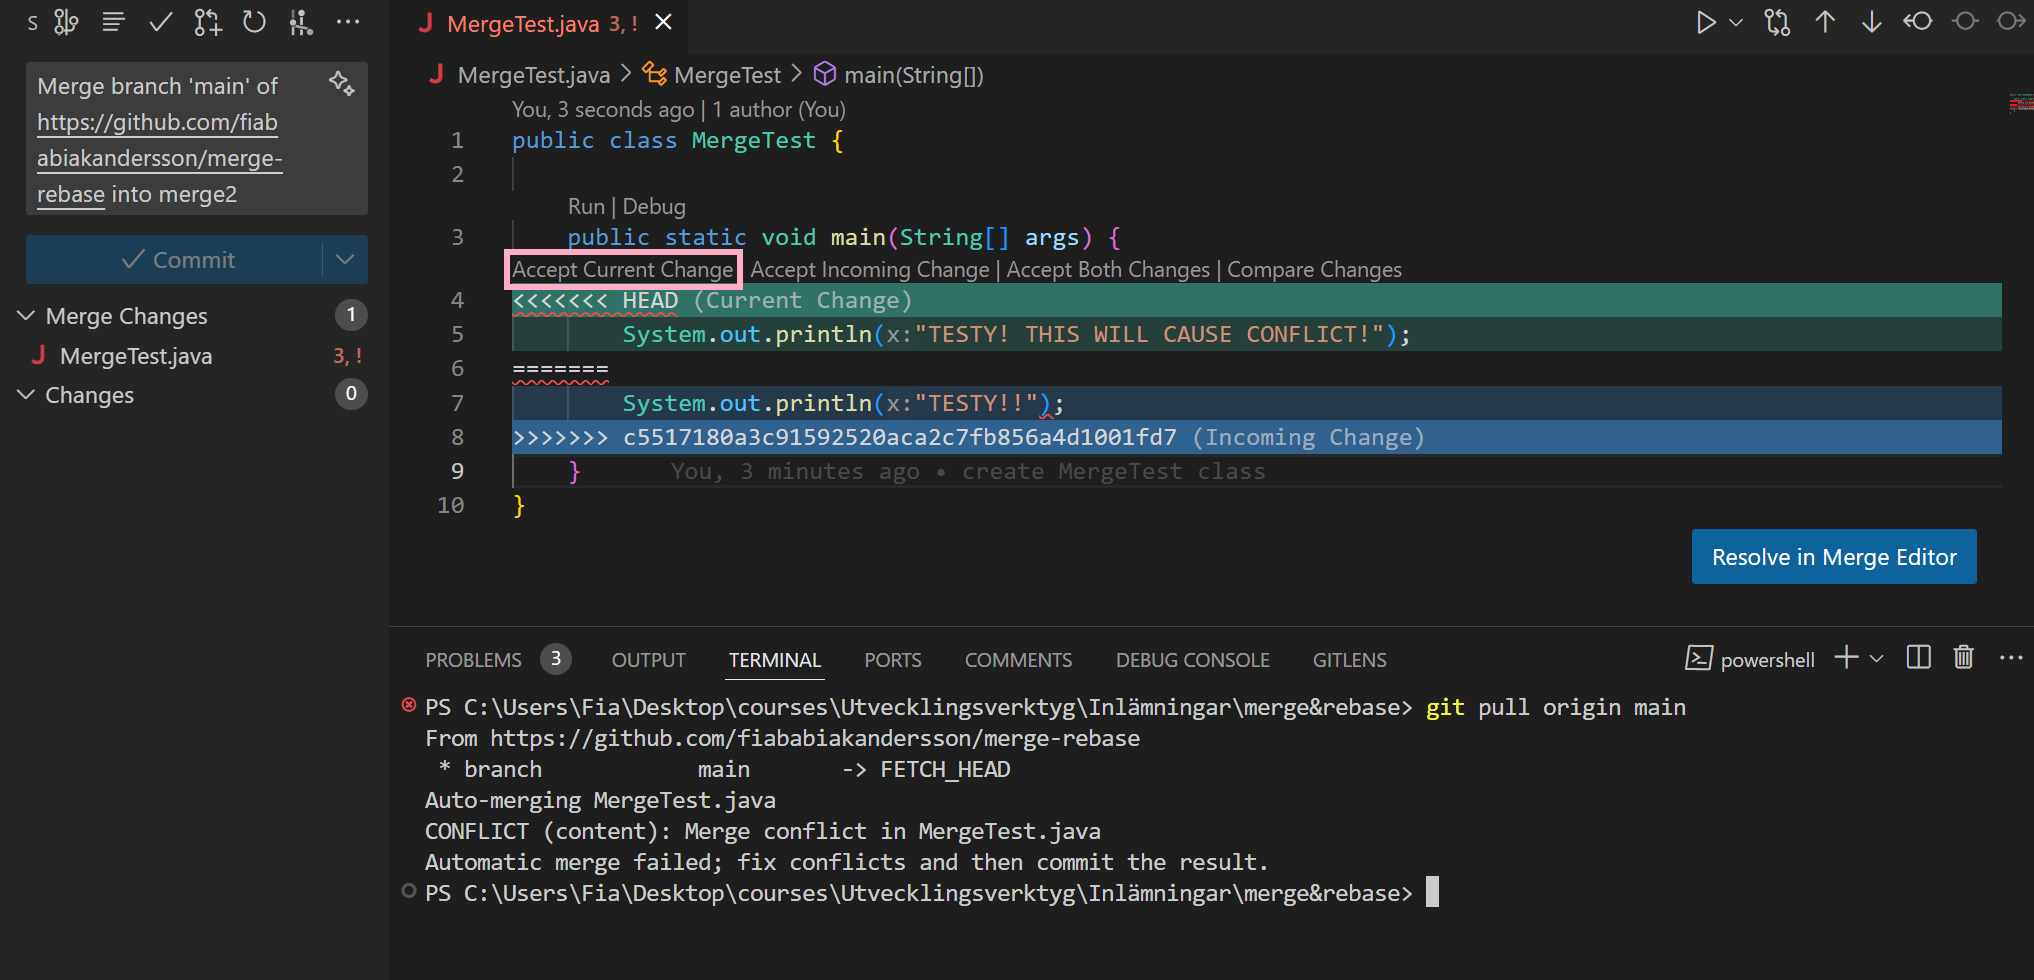 S
Merge branch 'main' of
https://github.com/fiab
abiakandersson/merge-
rebase into merge2
Commit
Merge Changes 1
MergeTest.java 3, !
Changes 0
MergeTest.java 3, !
MergeTest.java > MergeTest > main(String[])
You, 3 seconds ago | 1 author (You)
1 public class MergeTest {
2
Run | Debug
3 public static void main(String[] args) {
Accept Current Change Accept Incoming Change | Accept Both Changes | Compare Changes
4 <<<<<<< HEAD (Current Change)
5 System.out.println(x:"TESTY! THIS WILL CAUSE CONFLICT!");
6 =======
7 System.out.println(x:"TESTY!!");
8 >>>>>>> c5517180a3c91592520aca2c7fb856a4d1001fd7 (Incoming Change)
9 } You, 3 minutes ago • create MergeTest class
10 }
Resolve in Merge Editor
PROBLEMS 3 OUTPUT TERMINAL PORTS COMMENTS DEBUG CONSOLE GITLENS powershell
PS C:\Users\Fia\Desktop\courses\Utvecklingsverktyg\Inlämningar\merge&rebase> git pull origin main
From https://github.com/fiababiakandersson/merge-rebase
* branch main -> FETCH_HEAD
Auto-merging MergeTest.java
CONFLICT (content): Merge conflict in MergeTest.java
Automatic merge failed; fix conflicts and then commit the result.
PS C:\Users\Fia\Desktop\courses\Utvecklingsverktyg\Inlämningar\merge&rebase>